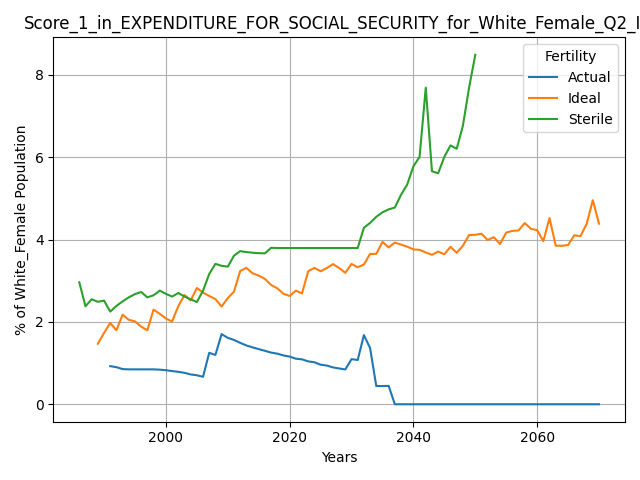 Score_1_in_EXPENDITURE_FOR_SOCIAL_SECURITY_for_White_Female_Q2_I
Fertility
Actual
Ideal
Sterile
% of White_Female Population
8
6
4
2
0
2000 2020 2040 2060
Years